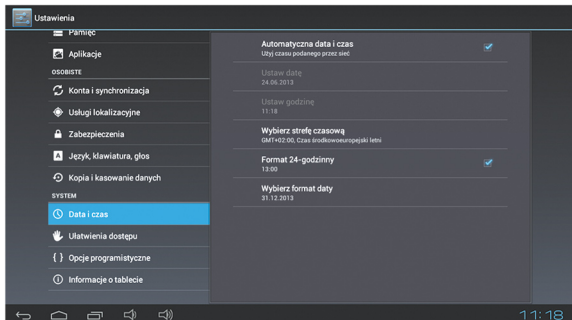 Ustawienia
Pamięć
Aplikacje
OSOBISTE
Konta i synchronizacja
Usługi lokalizacyjne
Zabezpieczenia
A Język, klawiatura, głos
Kopia i kasowanie danych
SYSTEM
Data i czas
Ułatwienia dostępu
{ } Opcje programistyczne
Informacje o tablecie
Automatyczna data i czas
Użyj czasu podanego przez sieć
Ustaw datę
24.06.2013
Ustaw godzinę
11:18
Wybierz strefę czasową
GMT+02:00, Czas środkowoeuropejski letni
Format 24-godzinny
13:00
Wybierz format daty
31.12.2013
11:18